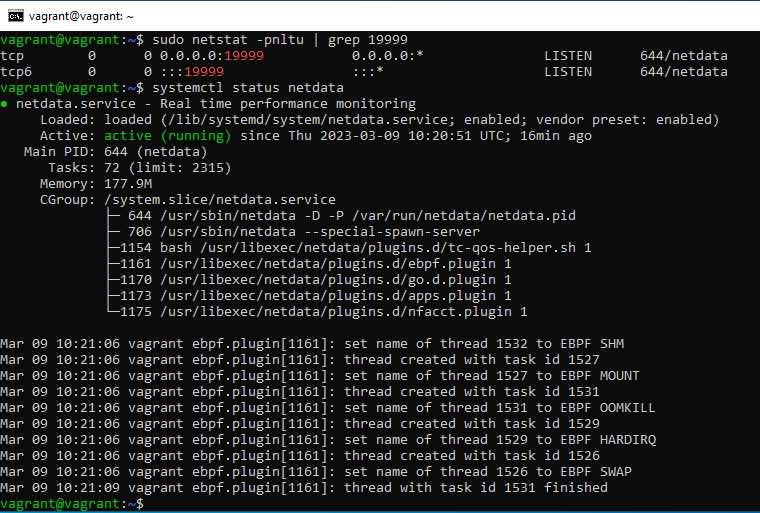 vagrant@vagrant: ~
vagrant@vagrant:~$ sudo netstat -pnltu | grep 19999
tcp        0      0 0.0.0.0:19999           0.0.0.0:*               LISTEN      644/netdata
tcp6       0      0 :::19999                :::*                    LISTEN      644/netdata
vagrant@vagrant:~$ systemctl status netdata
● netdata.service - Real time performance monitoring
     Loaded: loaded (/lib/systemd/system/netdata.service; enabled; vendor preset: enabled)
     Active: active (running) since Thu 2023-03-09 10:20:51 UTC; 16min ago
   Main PID: 644 (netdata)
      Tasks: 72 (limit: 2315)
     Memory: 177.9M
     CGroup: /system.slice/netdata.service
             ├─ 644 /usr/sbin/netdata -D -P /var/run/netdata/netdata.pid
             ├─ 706 /usr/sbin/netdata --special-spawn-server
             ├─1154 bash /usr/libexec/netdata/plugins.d/tc-qos-helper.sh 1
             ├─1161 /usr/libexec/netdata/plugins.d/ebpf.plugin 1
             ├─1170 /usr/libexec/netdata/plugins.d/go.d.plugin 1
             ├─1173 /usr/libexec/netdata/plugins.d/apps.plugin 1
             └─1175 /usr/libexec/netdata/plugins.d/nfacct.plugin 1
Mar 09 10:21:06 vagrant ebpf.plugin[1161]: set name of thread 1532 to EBPF SHM
Mar 09 10:21:06 vagrant ebpf.plugin[1161]: thread created with task id 1527
Mar 09 10:21:06 vagrant ebpf.plugin[1161]: set name of thread 1527 to EBPF MOUNT
Mar 09 10:21:06 vagrant ebpf.plugin[1161]: thread created with task id 1531
Mar 09 10:21:06 vagrant ebpf.plugin[1161]: set name of thread 1531 to EBPF OOMKILL
Mar 09 10:21:06 vagrant ebpf.plugin[1161]: thread created with task id 1529
Mar 09 10:21:06 vagrant ebpf.plugin[1161]: set name of thread 1529 to EBPF HARDIRQ
Mar 09 10:21:06 vagrant ebpf.plugin[1161]: thread created with task id 1526
Mar 09 10:21:06 vagrant ebpf.plugin[1161]: set name of thread 1526 to EBPF SWAP
Mar 09 10:21:09 vagrant ebpf.plugin[1161]: thread with task id 1531 finished
vagrant@vagrant:~$